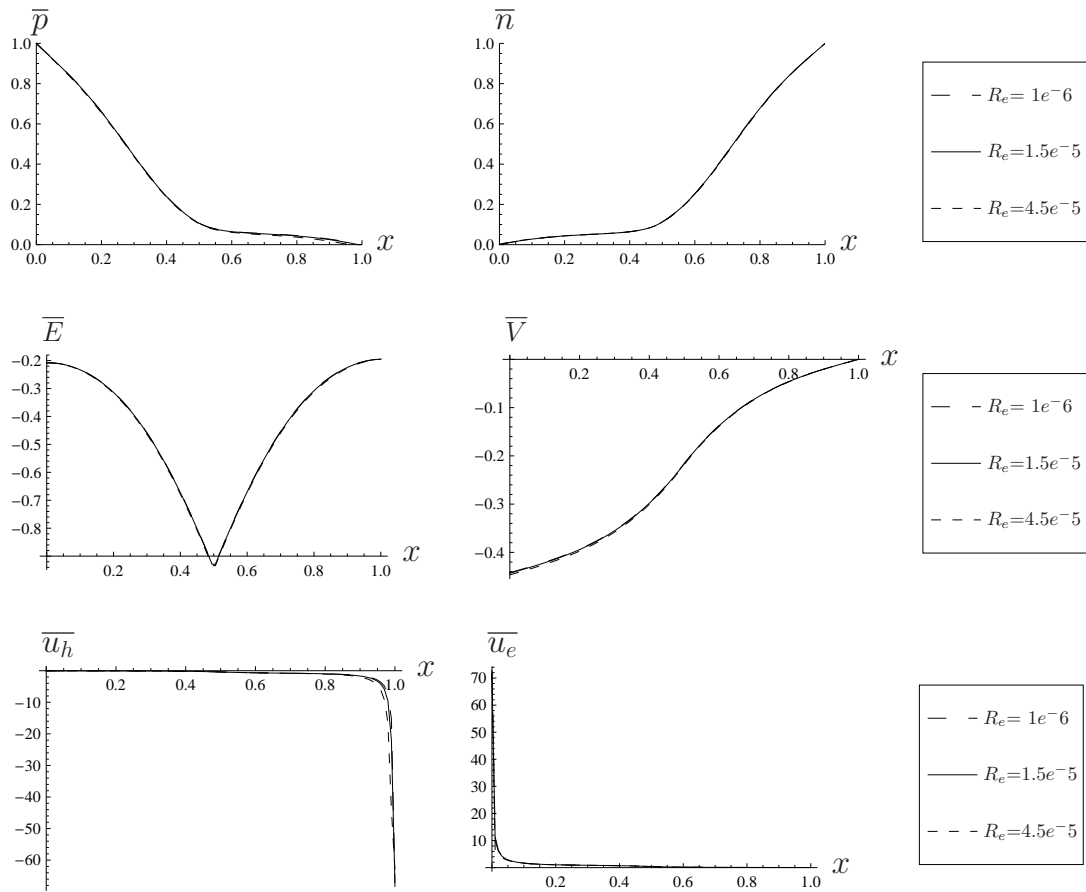 p̅ n̅
1.0 0.8 0.6 0.4 0.2 0.0
0.0 0.2 0.4 0.6 0.8 1.0 x
1.0 0.8 0.6 0.4 0.2 0.0
0.0 0.2 0.4 0.6 0.8 1.0 x
R_e= 1e^−6
R_e=1.5e^−5
R_e=4.5e^−5
E̅ V̅
−0.2 −0.3 −0.4 −0.5 −0.6 −0.7 −0.8
0.2 0.4 0.6 0.8 1.0 x
x
0.2 0.4 0.6 0.8 1.0
−0.1 −0.2 −0.3 −0.4
R_e= 1e^−6
R_e=1.5e^−5
R_e=4.5e^−5
u̅_h̅ u̅_e̅
x
0.2 0.4 0.6 0.8 1.0
−10 −20 −30 −40 −50 −60
70 60 50 40 30 20 10
0.2 0.4 0.6 0.8 1.0 x
R_e= 1e^−6
R_e=1.5e^−5
R_e=4.5e^−5